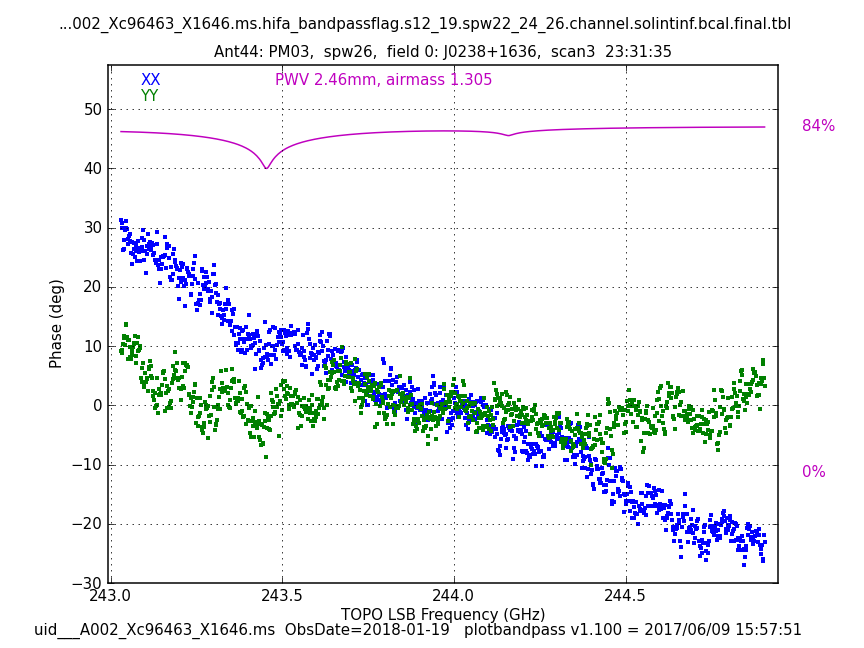 ...002_Xc96463_X1646.ms.hifa_bandpassflag.s12_19.spw22_24_26.channel.solintinf.bcal.final.tbl
Ant44: PM03,  spw26,  field 0: J0238+1636,  scan3  23:31:35
XX
PWV 2.46mm, airmass 1.305
YY
84%
0%
50
40
30
20
10
0
−10
−20
−30
Phase (deg)
243.0 243.5 244.0 244.5
TOPO LSB Frequency (GHz)
uid___A002_Xc96463_X1646.ms  ObsDate=2018-01-19   plotbandpass v1.100 = 2017/06/09 15:57:51